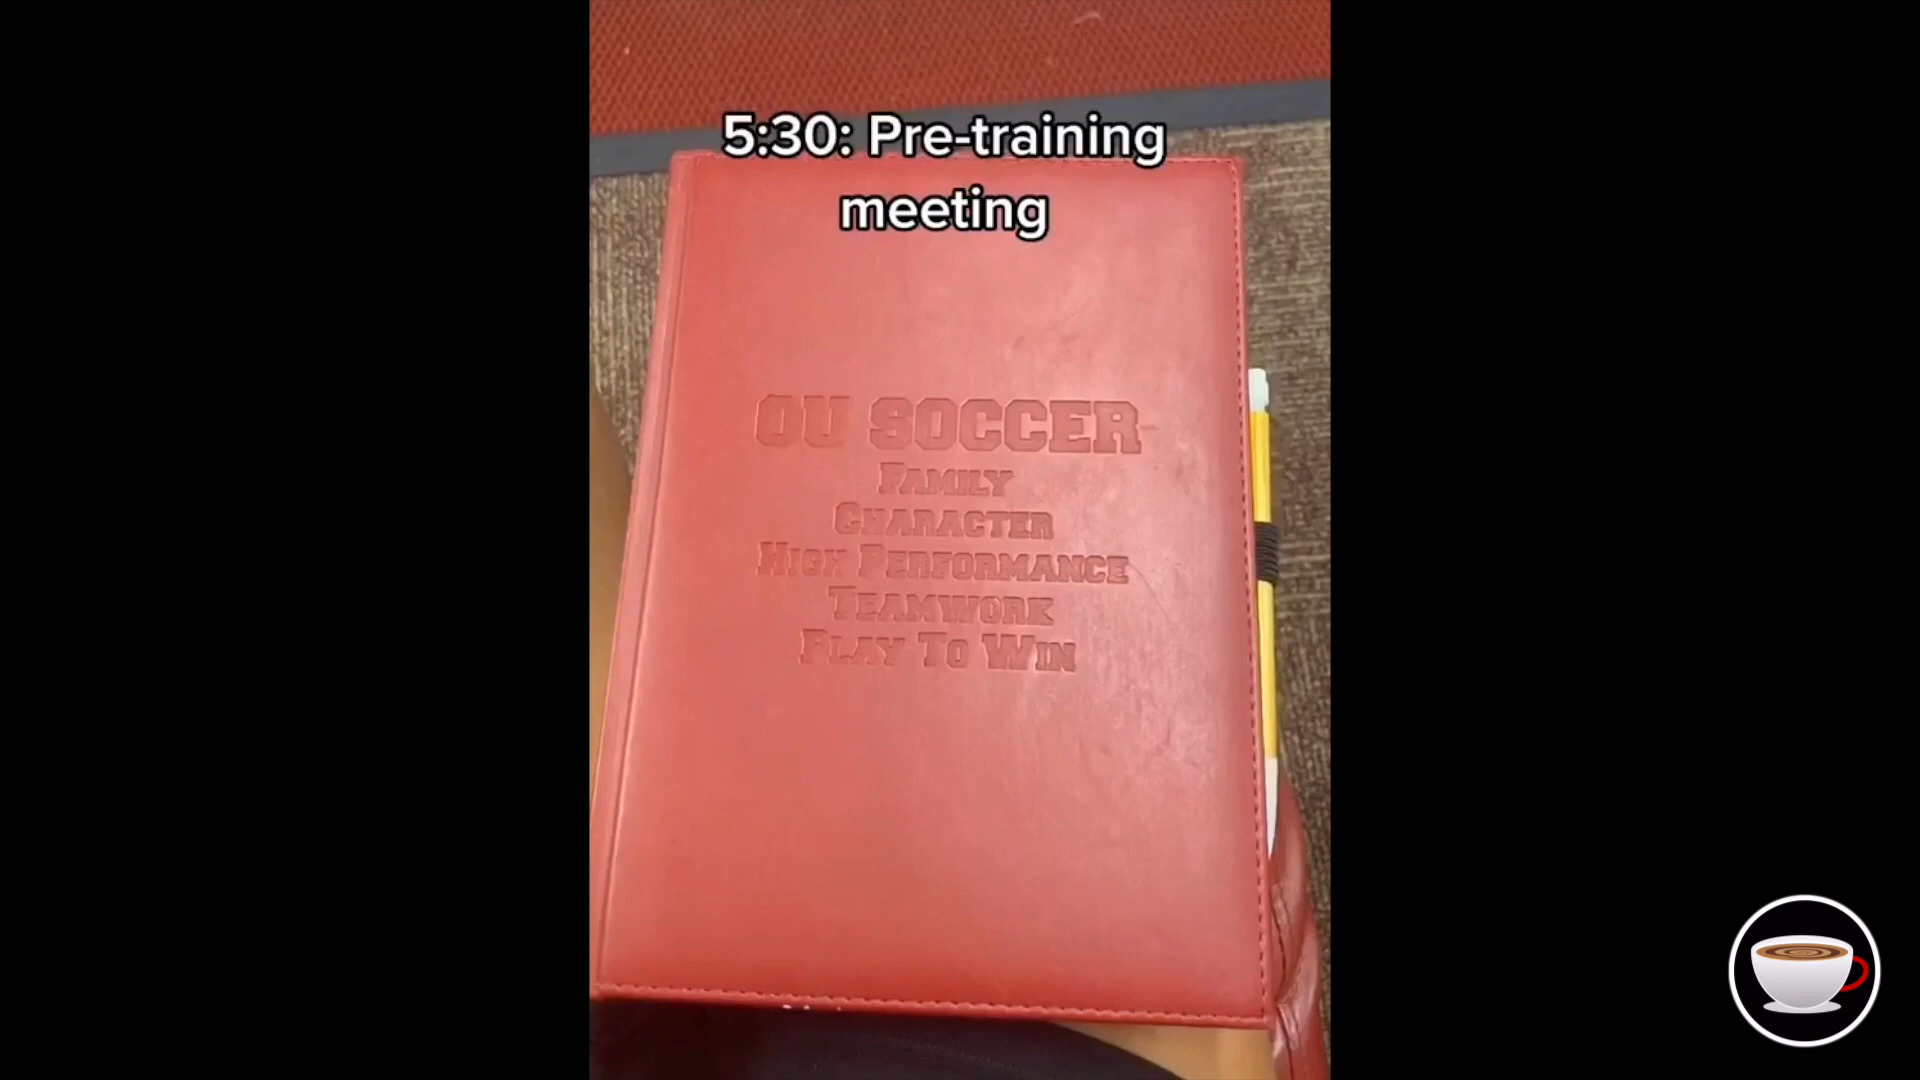 5:30: Pre-training
meeting
OU SOCCER
FAMILY
CHARACTER
HIGH PERFORMANCE
TEAMWORK
PLAY TO WIN